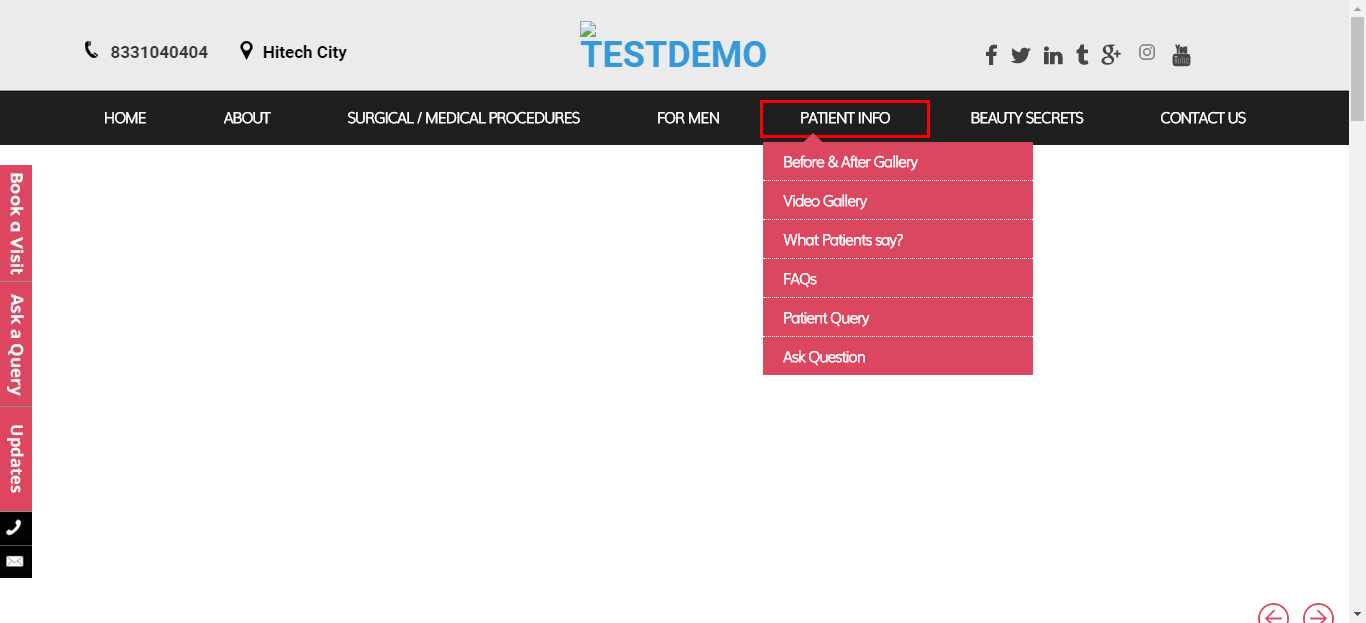 8331040404
Hitech City
TESTDEMO
HOME
ABOUT
SURGICAL / MEDICAL PROCEDURES
FOR MEN
PATIENT INFO
BEAUTY SECRETS
CONTACT US
Before & After Gallery
Video Gallery
What Patients say?
FAQs
Patient Query
Ask Question
Book a Visit
Ask a Query
Updates